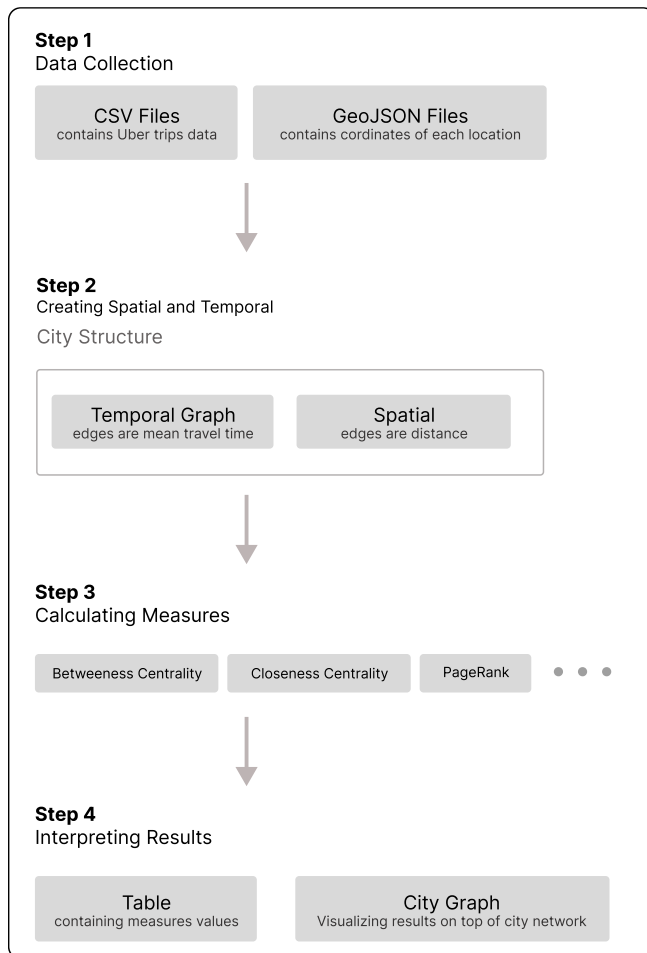 Step 1
Data Collection
CSV Files
contains Uber trips data
GeoJSON Files
contains cordinates of each location
Step 2
Creating Spatial and Temporal
City Structure
Temporal Graph
edges are mean travel time
Spatial
edges are distance
Step 3
Calculating Measures
Betweeness Centrality
Closeness Centrality
PageRank
Step 4
Interpreting Results
Table
containing measures values
City Graph
Visualizing results on top of city network